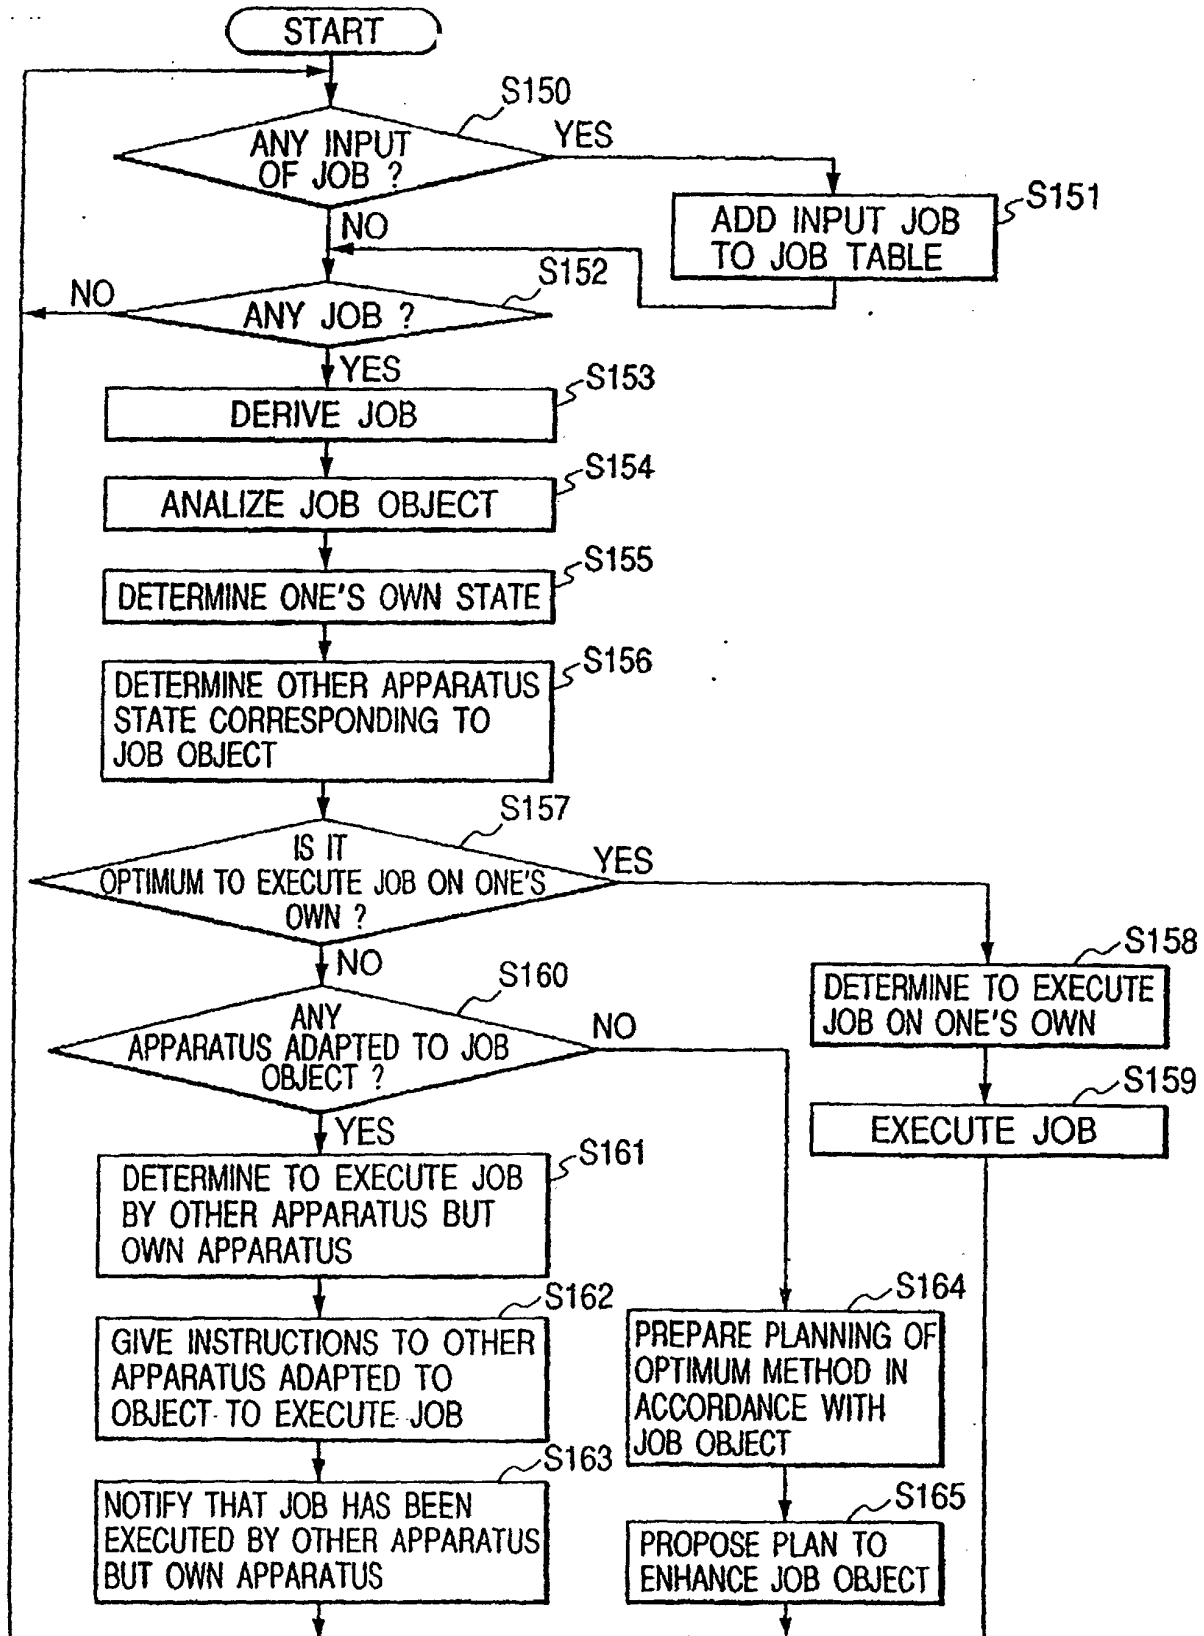 START
S150
ANY INPUT
OF JOB ?
YES
S151
ADD INPUT JOB
TO JOB TABLE
NO
S152
NO
ANY JOB ?
YES
S153
DERIVE JOB
S154
ANALIZE JOB OBJECT
S155
DETERMINE ONE'S OWN STATE
S156
DETERMINE OTHER APPARATUS
STATE CORRESPONDING TO
JOB OBJECT
S157
IS IT
OPTIMUM TO EXECUTE JOB ON ONE'S
OWN ?
YES
NO
S158
DETERMINE TO EXECUTE
JOB ON ONE'S OWN
S159
EXECUTE JOB
S160
ANY
APPARATUS ADAPTED TO JOB
OBJECT ?
NO
YES
S161
DETERMINE TO EXECUTE JOB
BY OTHER APPARATUS BUT
OWN APPARATUS
S162
GIVE INSTRUCTIONS TO OTHER
APPARATUS ADAPTED TO
OBJECT TO EXECUTE JOB
S163
NOTIFY THAT JOB HAS BEEN
EXECUTED BY OTHER APPARATUS
BUT OWN APPARATUS
S164
PREPARE PLANNING OF
OPTIMUM METHOD IN
ACCORDANCE WITH
JOB OBJECT
S165
PROPOSE PLAN TO
ENHANCE JOB OBJECT